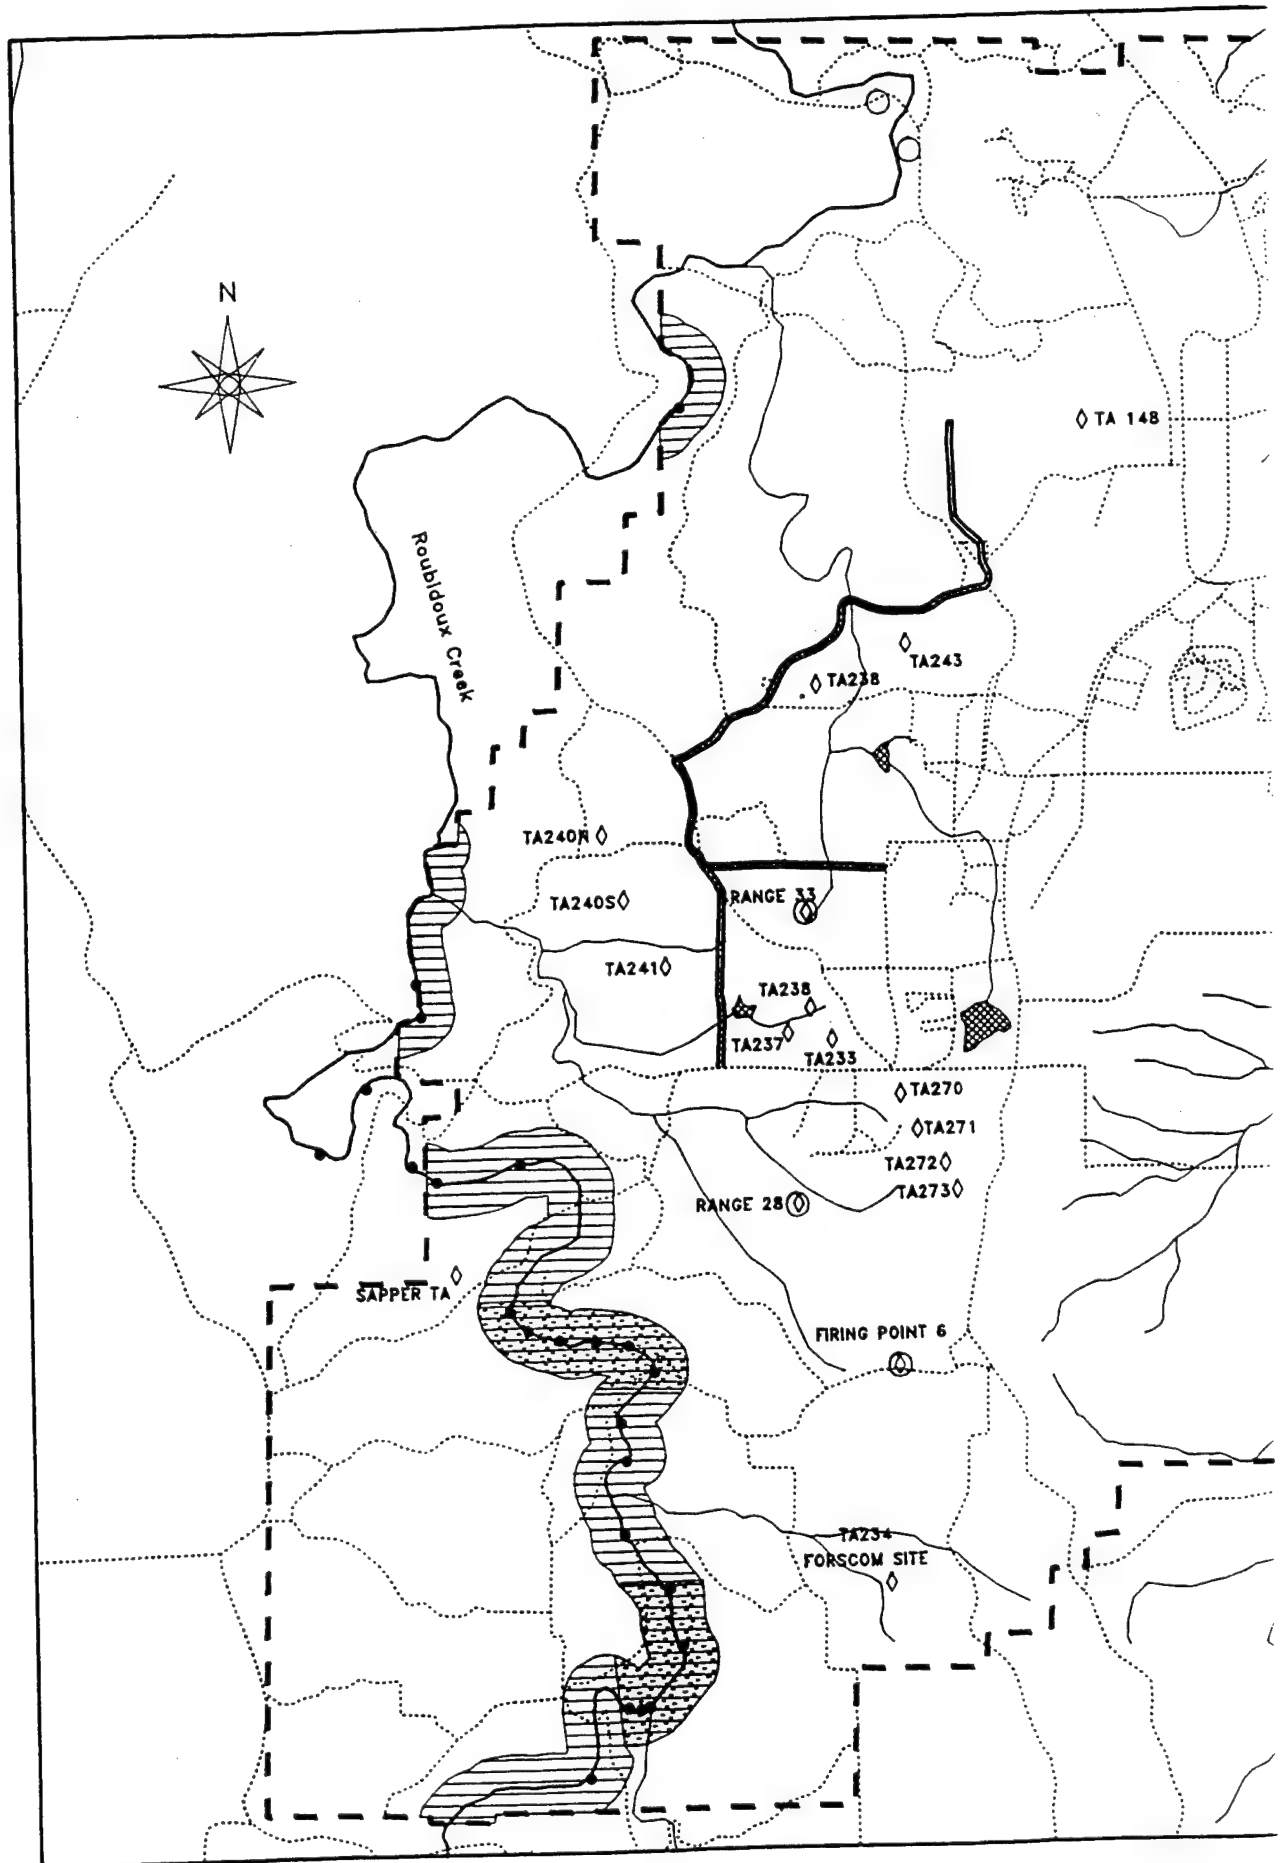 N
TA 148
Roubidoux Creek
TA243
TA238
TA240N
RANGE 33
TA240S
TA241
TA238
TA237
TA233
TA270
TA271
TA272
TA273
RANGE 28
SAPPER TA
FIRING POINT 6
TA234
FORSCOM SITE